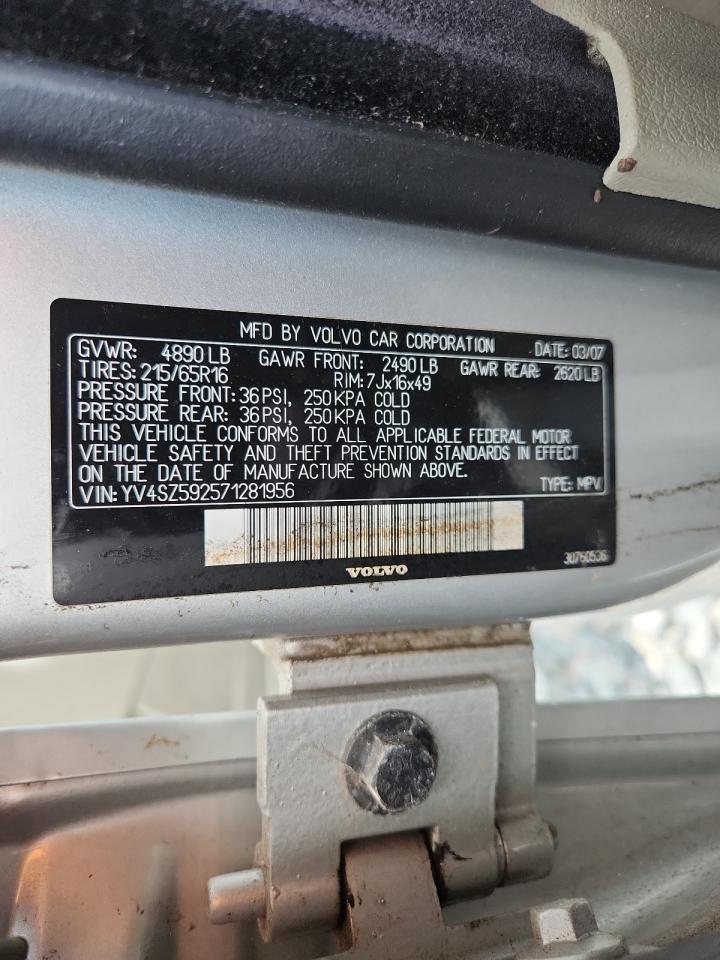 MFD BY VOLVO CAR CORPORATION DATE: 03/07
GVWR: 4890 LB GAWR FRONT: 2490 LB GAWR REAR: 2620 LB
TIRES: 215/65R16 RIM: 7Jx16x49
PRESSURE FRONT: 36 PSI, 250 KPA COLD
PRESSURE REAR: 36 PSI, 250 KPA COLD
THIS VEHICLE CONFORMS TO ALL APPLICABLE FEDERAL MOTOR
VEHICLE SAFETY AND THEFT PREVENTION STANDARDS IN EFFECT
ON THE DATE OF MANUFACTURE SHOWN ABOVE.
VIN: YV4SZ592571281956 TYPE: MPV
VOLVO 30760536